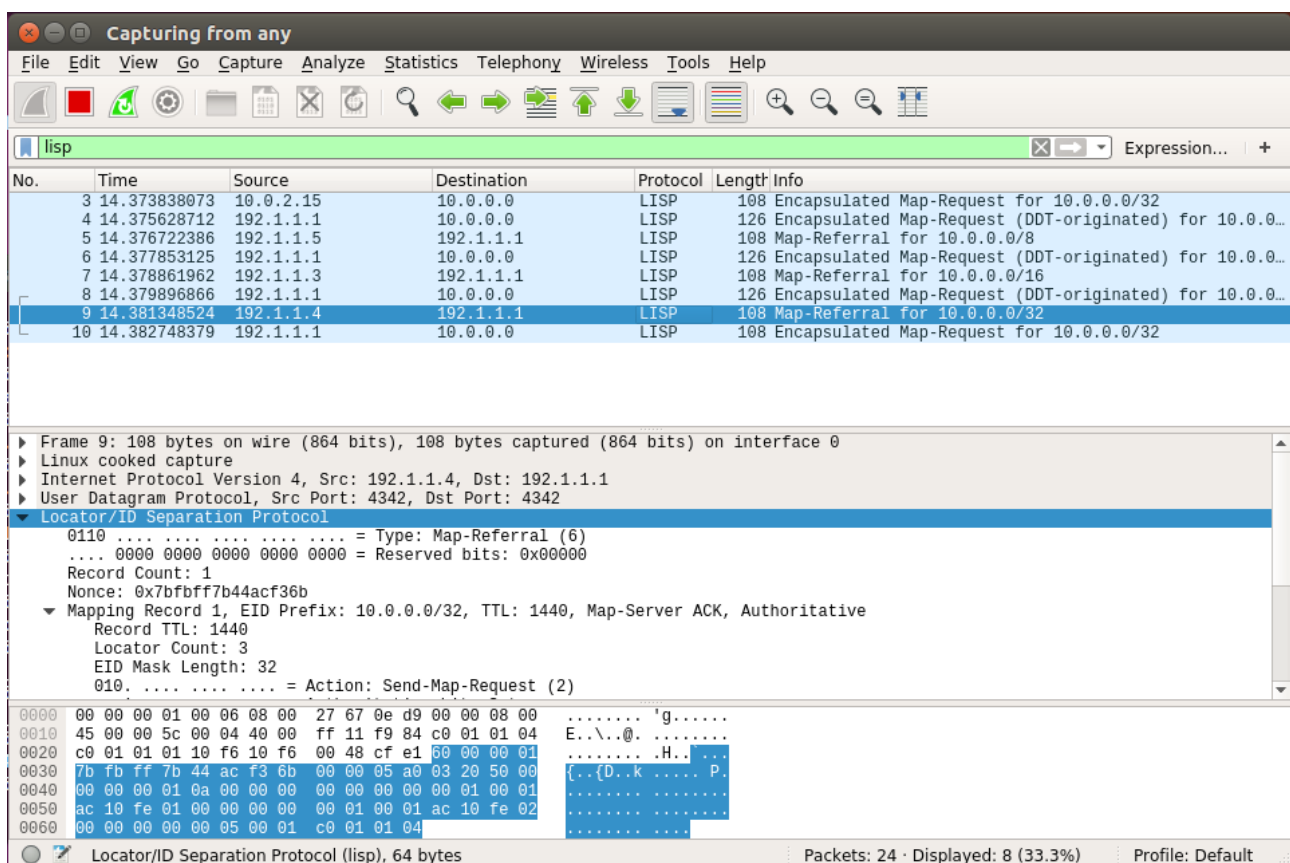 Capturing from any
File Edit View Go Capture Analyze Statistics Telephony Wireless Tools Help
lisp Expression... +
No. Time Source Destination Protocol Length Info
3 14.373838073 10.0.2.15 10.0.0.0 LISP 108 Encapsulated Map-Request for 10.0.0.0/32
4 14.375628712 192.1.1.1 10.0.0.0 LISP 126 Encapsulated Map-Request (DDT-originated) for 10.0.0…
5 14.376722386 192.1.1.5 192.1.1.1 LISP 108 Map-Referral for 10.0.0.0/8
6 14.377853125 192.1.1.1 10.0.0.0 LISP 126 Encapsulated Map-Request (DDT-originated) for 10.0.0…
7 14.378861962 192.1.1.3 192.1.1.1 LISP 108 Map-Referral for 10.0.0.0/16
8 14.379896866 192.1.1.1 10.0.0.0 LISP 126 Encapsulated Map-Request (DDT-originated) for 10.0.0…
9 14.381348524 192.1.1.4 192.1.1.1 LISP 108 Map-Referral for 10.0.0.0/32
10 14.382748379 192.1.1.1 10.0.0.0 LISP 108 Encapsulated Map-Request for 10.0.0.0/32
Frame 9: 108 bytes on wire (864 bits), 108 bytes captured (864 bits) on interface 0
Linux cooked capture
Internet Protocol Version 4, Src: 192.1.1.4, Dst: 192.1.1.1
User Datagram Protocol, Src Port: 4342, Dst Port: 4342
Locator/ID Separation Protocol
0110 .... .... .... .... .... = Type: Map-Referral (6)
.... 0000 0000 0000 0000 0000 = Reserved bits: 0x00000
Record Count: 1
Nonce: 0x7bfbff7b44acf36b
Mapping Record 1, EID Prefix: 10.0.0.0/32, TTL: 1440, Map-Server ACK, Authoritative
Record TTL: 1440
Locator Count: 3
EID Mask Length: 32
010. .... .... .... = Action: Send-Map-Request (2)
0000 00 00 00 01 00 06 08 00 27 67 0e d9 00 00 08 00 ........ 'g......
0010 45 00 00 5c 00 04 40 00 ff 11 f9 84 c0 01 01 04 E..\..@. ........
0020 c0 01 01 01 10 f6 10 f6 00 48 cf e1 60 00 00 01 ........ .H..`...
0030 7b fb ff 7b 44 ac f3 6b 00 00 05 a0 03 20 50 00 {..{D..k ..... P.
0040 00 00 00 01 0a 00 00 00 00 00 00 00 00 01 00 01 ........ ........
0050 ac 10 fe 01 00 00 00 00 00 01 00 01 ac 10 fe 02 ........ ........
0060 00 00 00 00 00 05 00 01 c0 01 01 04 ........ ....
Locator/ID Separation Protocol (lisp), 64 bytes Packets: 24 · Displayed: 8 (33.3%) Profile: Default